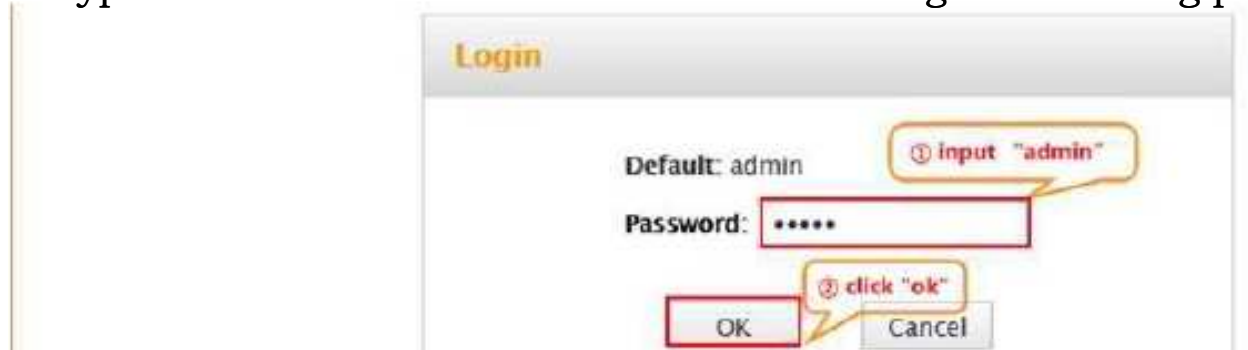 Login
Default: admin
① input "admin"
Password: •••••
② click "ok"
OK
Cancel